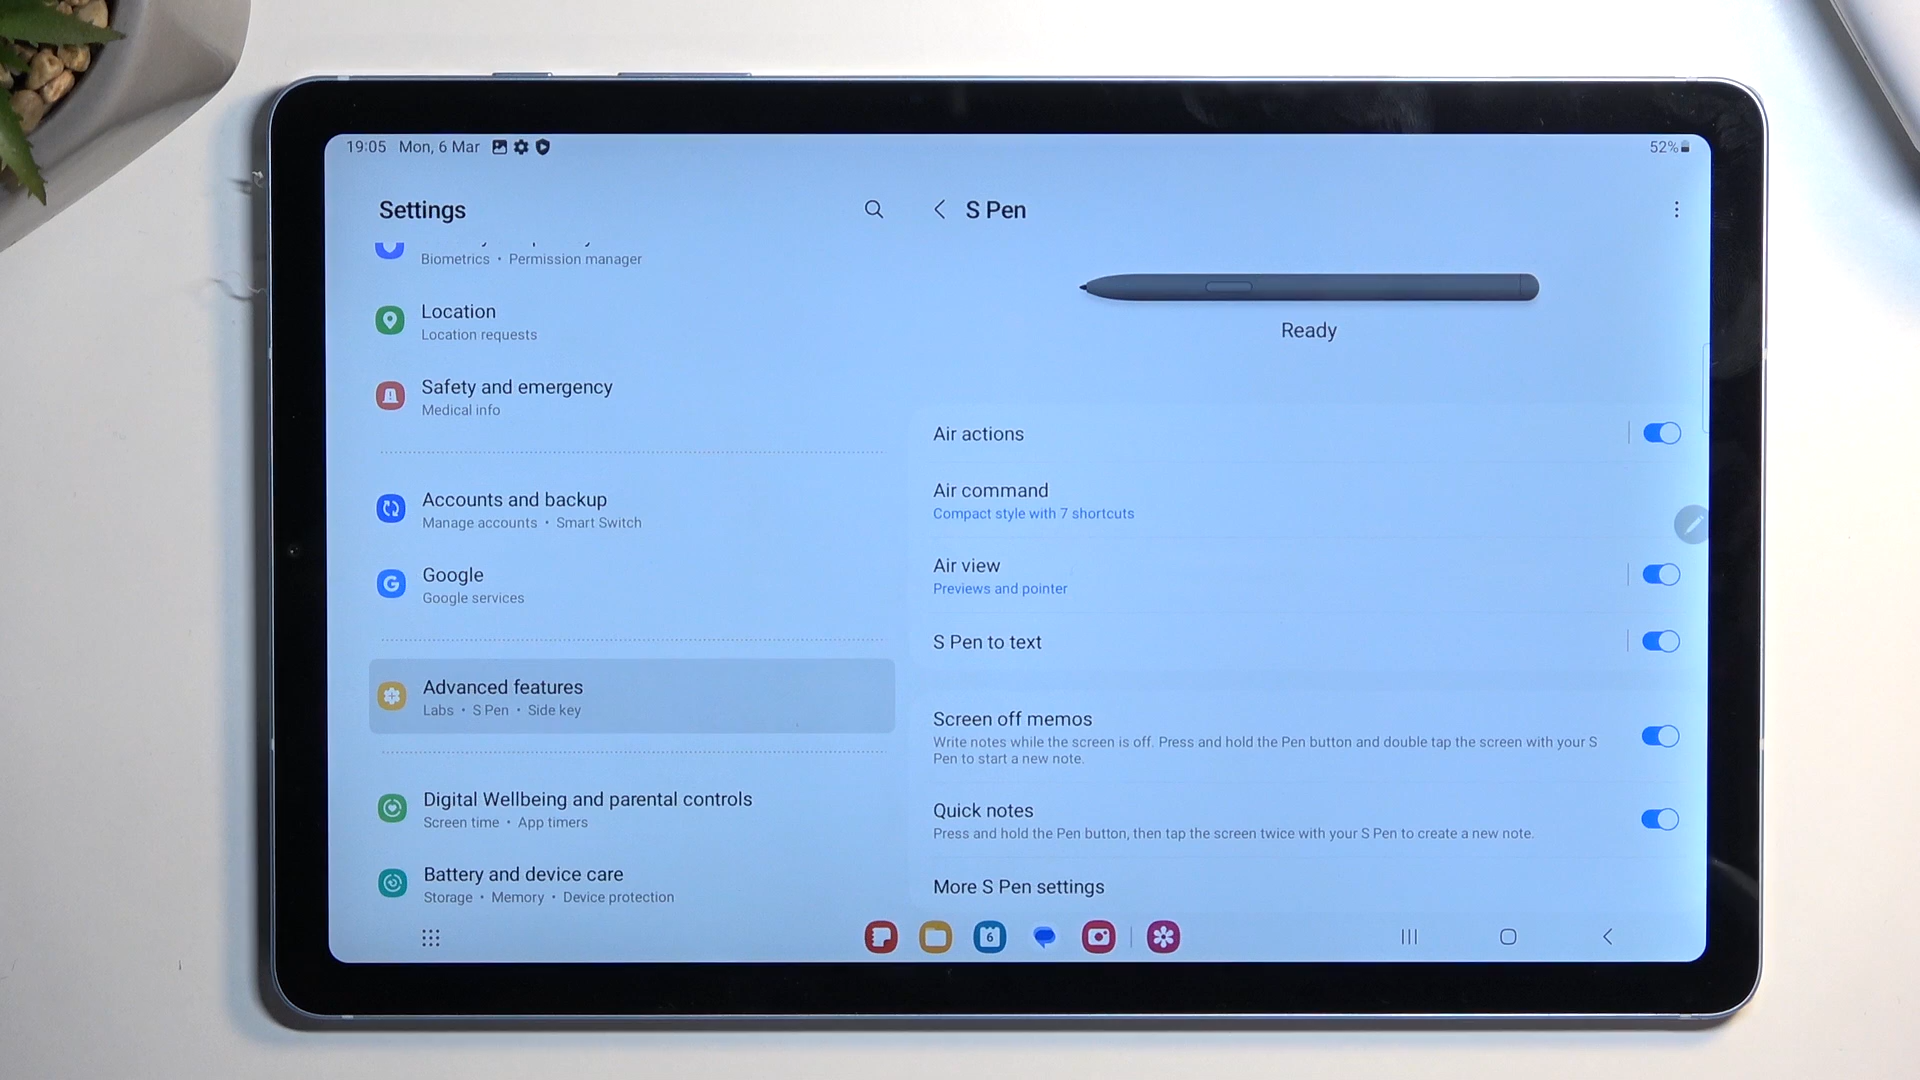 19:05 Mon, 6 Mar
52%
Settings
Biometrics • Permission manager
Location
Location requests
Safety and emergency
Medical info
Accounts and backup
Manage accounts • Smart Switch
Google
Google services
Advanced features
Labs • S Pen • Side key
Digital Wellbeing and parental controls
Screen time • App timers
Battery and device care
Storage • Memory • Device protection
S Pen
Ready
Air actions
Air command
Compact style with 7 shortcuts
Air view
Previews and pointer
S Pen to text
Screen off memos
Write notes while the screen is off. Press and hold the Pen button and double tap the screen with your S
Pen to start a new note.
Quick notes
Press and hold the Pen button, then tap the screen twice with your S Pen to create a new note.
More S Pen settings
6